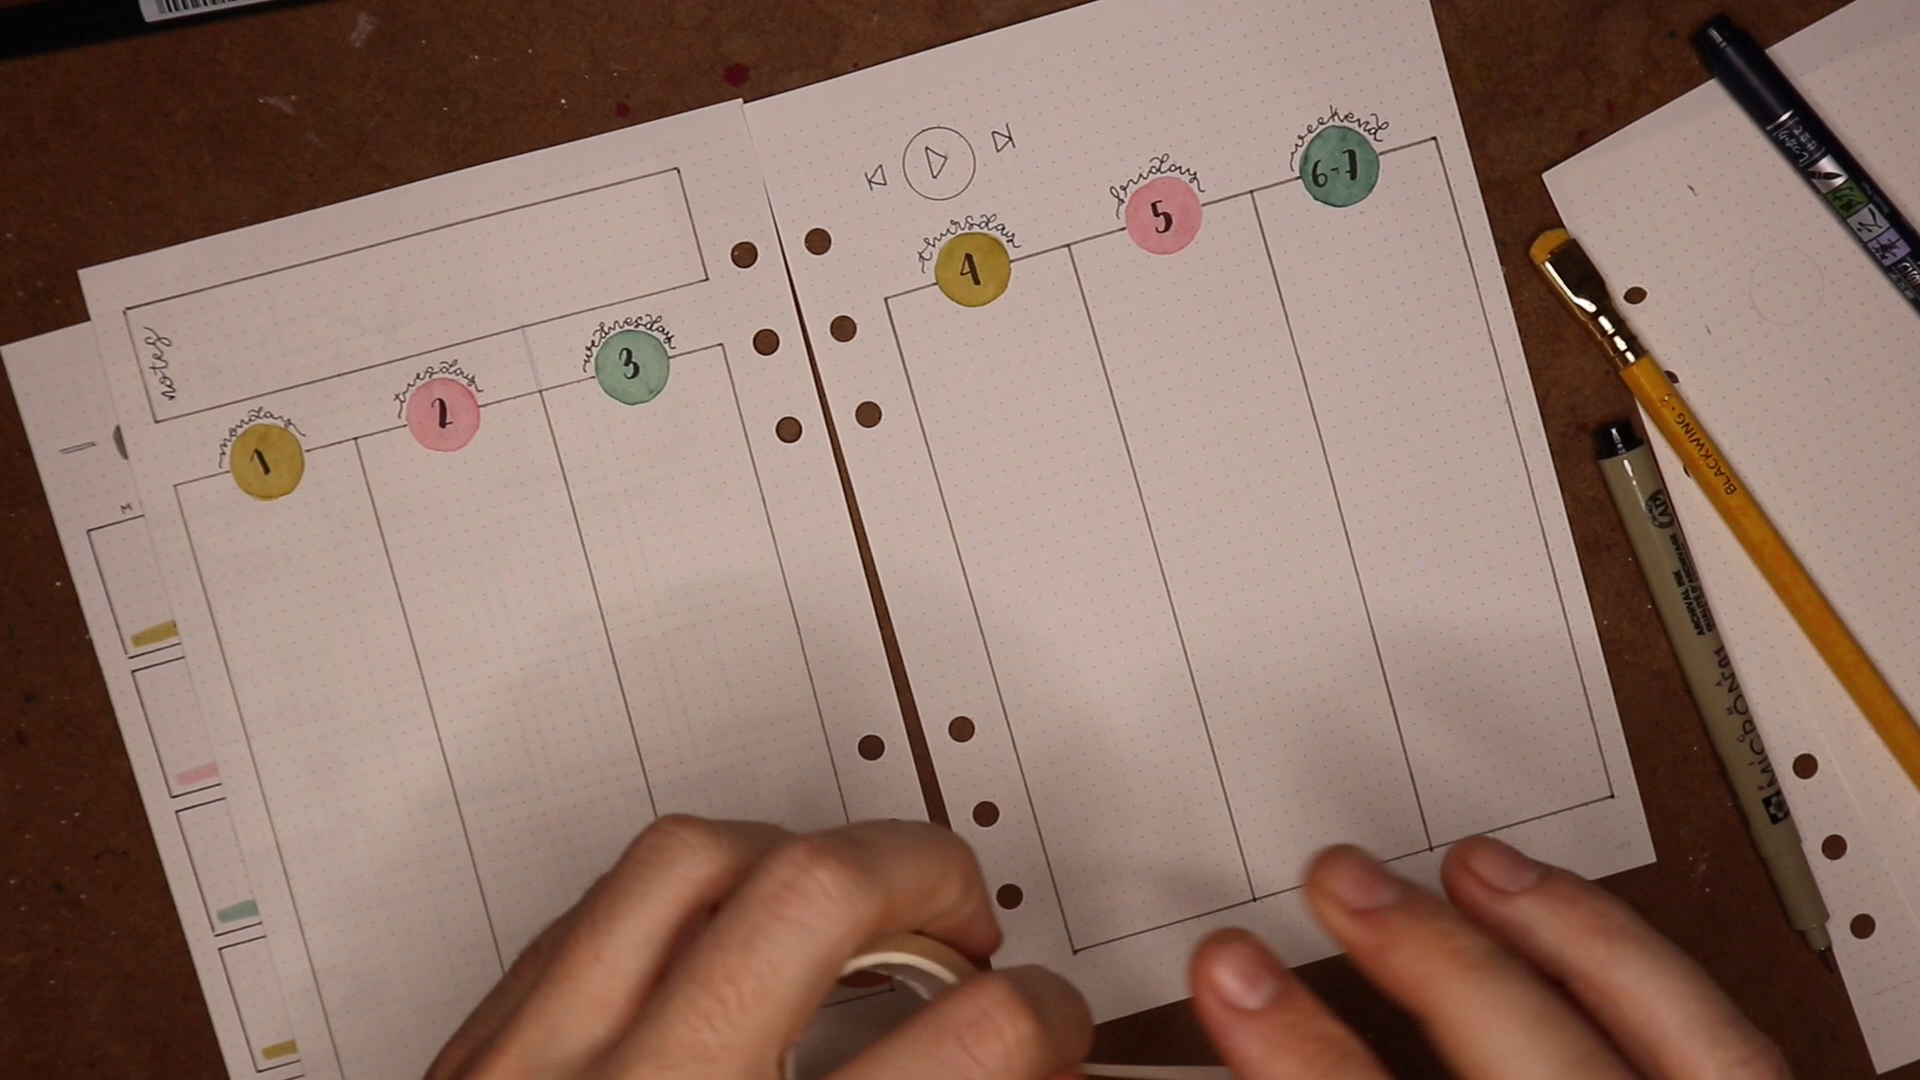 notes
monday
1
tuesday
2
wednesday
3
thursday
4
friday
5
weekend
6-7
M
BLACKWING
MICRON 01
ARCHIVAL INK